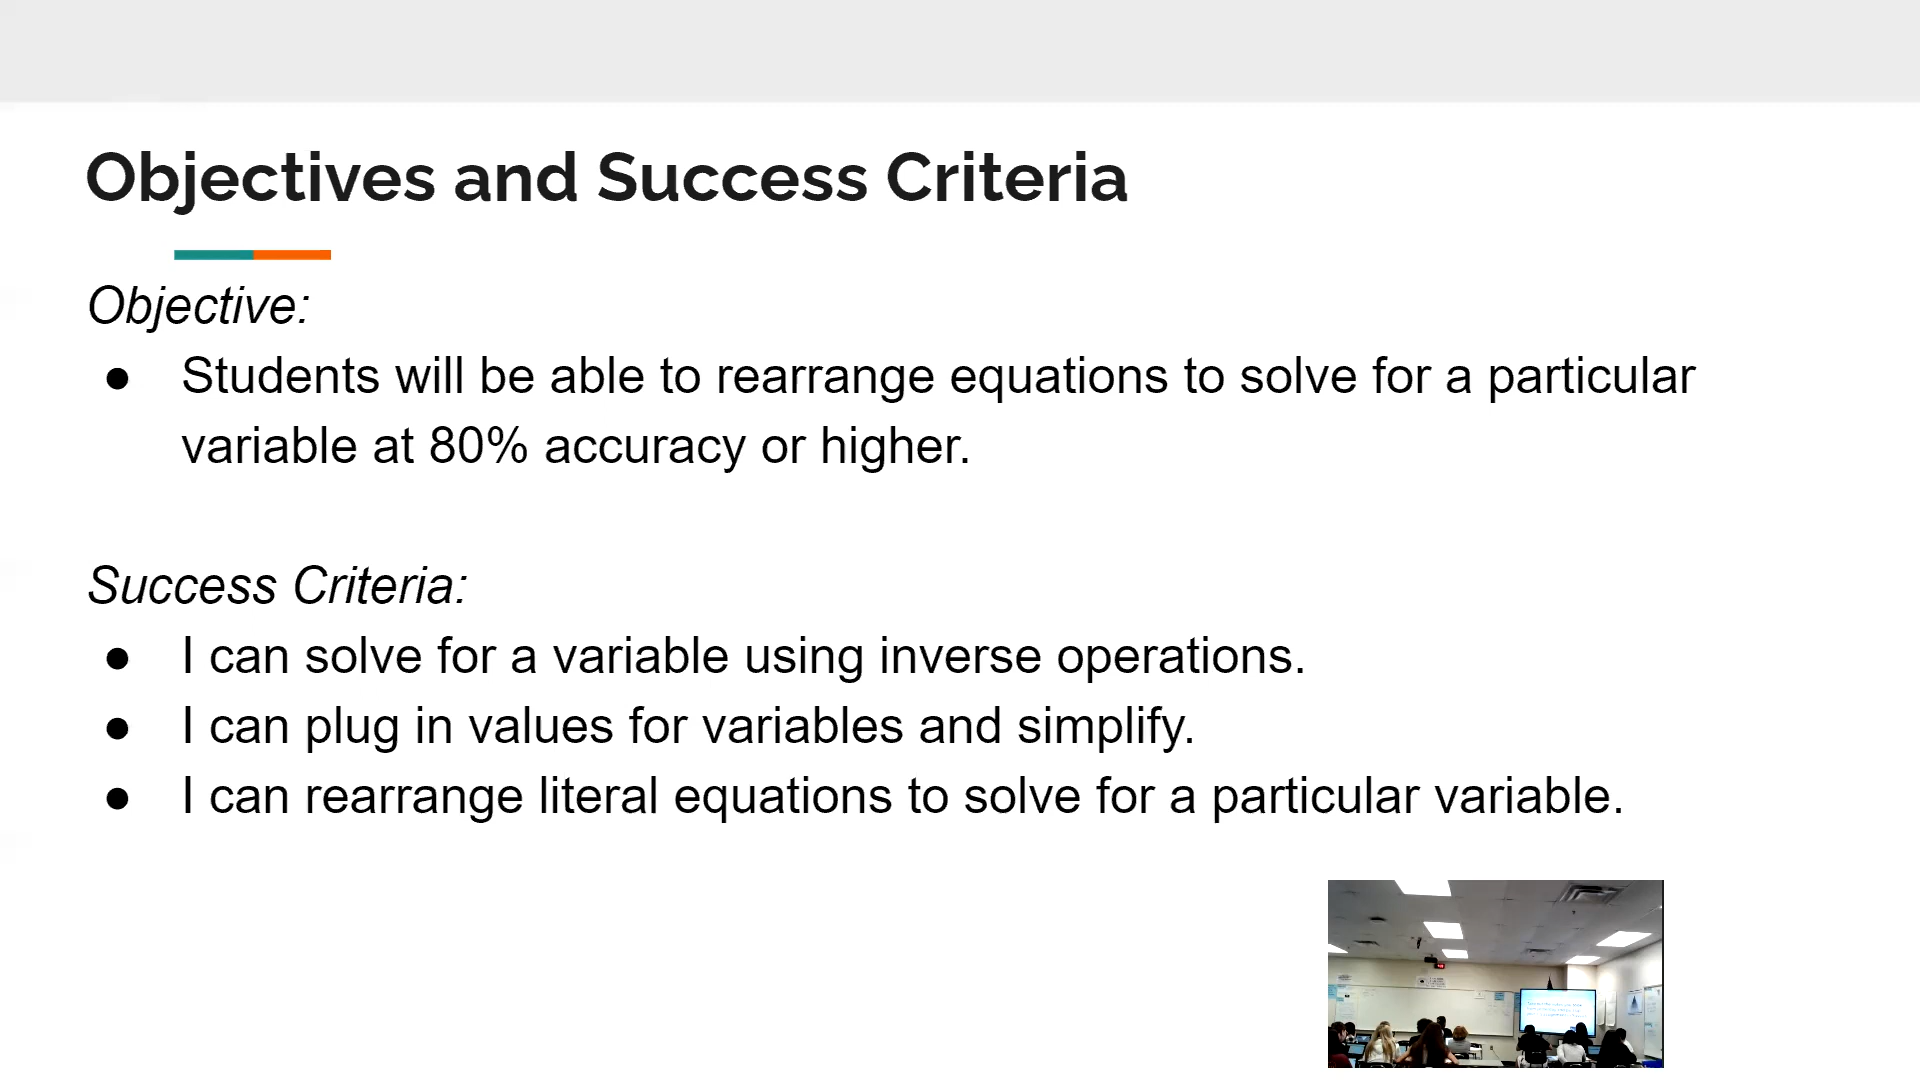 Objectives and Success Criteria
Objective:
● Students will be able to rearrange equations to solve for a particular
variable at 80% accuracy or higher.
Success Criteria:
● I can solve for a variable using inverse operations.
● I can plug in values for variables and simplify.
● I can rearrange literal equations to solve for a particular variable.